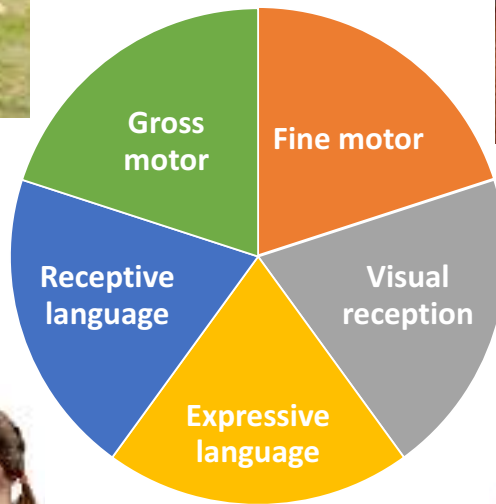 Gross
motor
Fine motor
Receptive
language
Visual
reception
Expressive
language